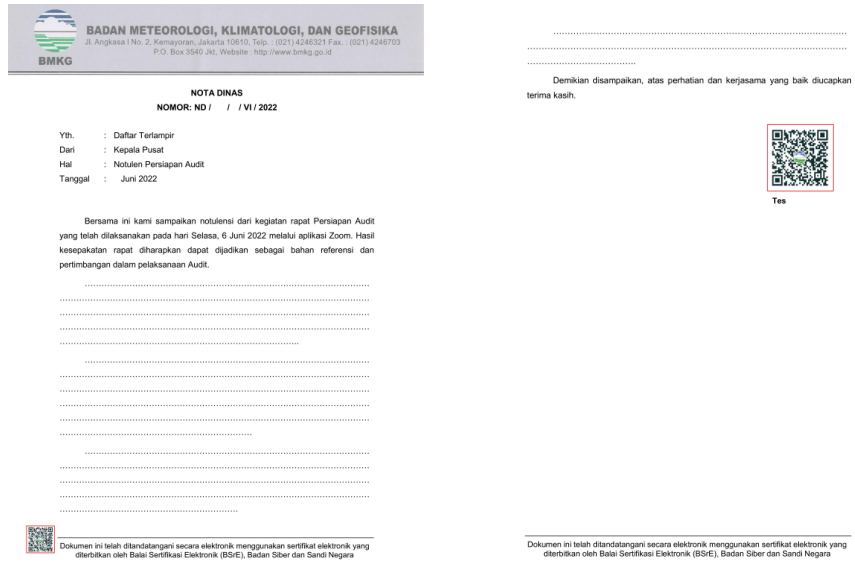 BMKG
BADAN METEOROLOGI, KLIMATOLOGI, DAN GEOFISIKA
Jl. Angkasa I No. 2, Kemayoran, Jakarta 10610, Telp. : (021) 4246321 Fax. : (021) 4246703
P.O. Box 3540 Jkt, Website : http://www.bmkg.go.id
NOTA DINAS
NOMOR: ND / / / VI / 2022
Yth. : Daftar Terlampir
Dari : Kepala Pusat
Hal : Notulen Persiapan Audit
Tanggal : Juni 2022
Bersama ini kami sampaikan notulensi dari kegiatan rapat Persiapan Audit
yang telah dilaksanakan pada hari Selasa, 6 Juni 2022 melalui aplikasi Zoom. Hasil
kesepakatan rapat diharapkan dapat dijadikan sebagai bahan referensi dan
pertimbangan dalam pelaksanaan Audit.
Dokumen ini telah ditandatangani secara elektronik menggunakan sertifikat elektronik yang
diterbitkan oleh Balai Sertifikasi Elektronik (BSrE), Badan Siber dan Sandi Negara
Demikian disampaikan, atas perhatian dan kerjasama yang baik diucapkan
terima kasih.
Tes
Dokumen ini telah ditandatangani secara elektronik menggunakan sertifikat elektronik yang
diterbitkan oleh Balai Sertifikasi Elektronik (BSrE), Badan Siber dan Sandi Negara